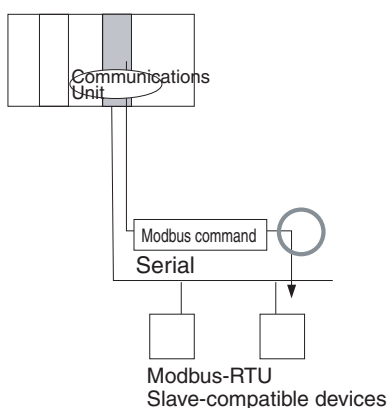 Communications
Unit
Modbus command
Serial
Modbus-RTU
Slave-compatible devices